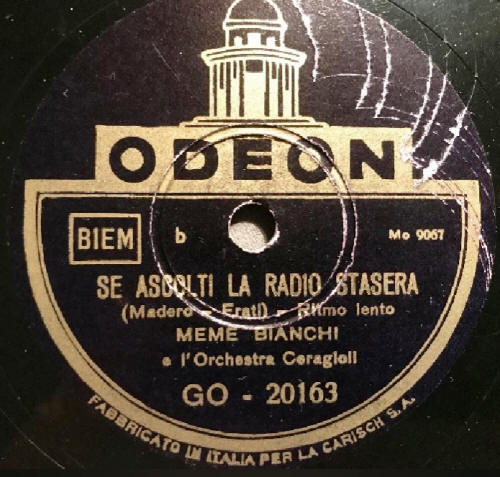 ODEON
BIEM b Mo 9067
SE ASCOLTI LA RADIO STASERA
(Madero - Frati) - Ritmo lento
MEME BIANCHI
e l'Orchestra Ceragioli
GO - 20163
FABBRICATO IN ITALIA PER LA CARISCH S.A.